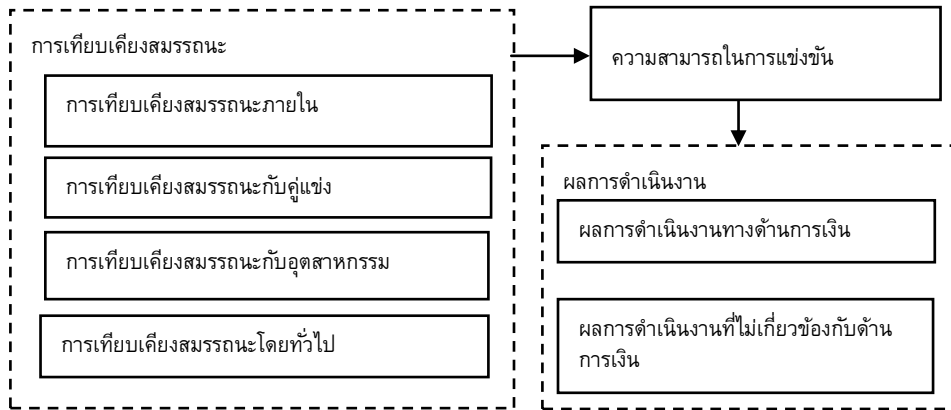 การเทียบเคียงสมรรถนะ
การเทียบเคียงสมรรถนะภายใน
การเทียบเคียงสมรรถนะกับคู่แข่ง
การเทียบเคียงสมรรถนะกับอุตสาหกรรม
การเทียบเคียงสมรรถนะโดยทั่วไป
ความสามารถในการแข่งขัน
ผลการดำเนินงาน
ผลการดำเนินงานทางด้านการเงิน
ผลการดำเนินงานที่ไม่เกี่ยวข้องกับด้าน
การเงิน